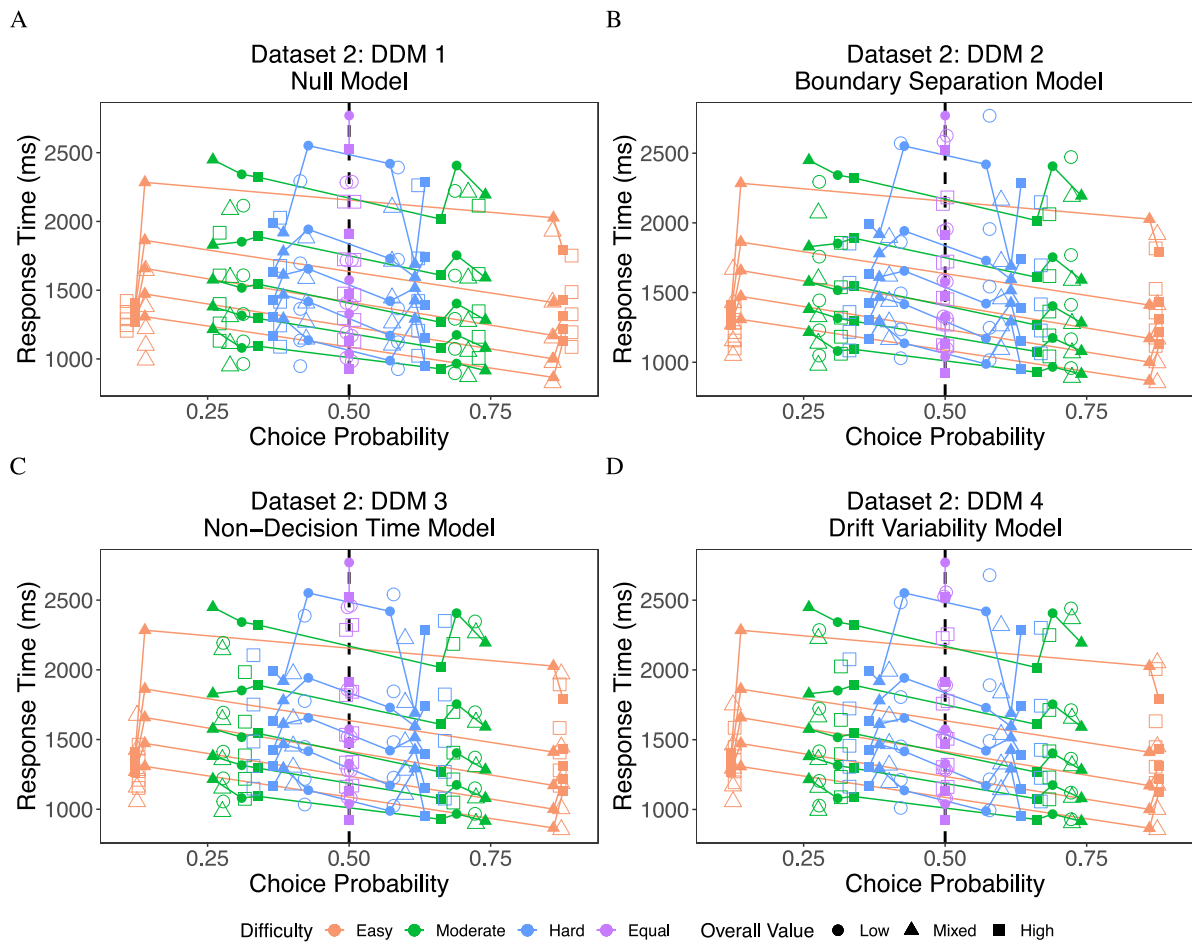 A
Dataset 2: DDM 1
Null Model
Response Time (ms)
2500
2000
1500
1000
0.25
0.50
0.75
Choice Probability
B
Dataset 2: DDM 2
Boundary Separation Model
Response Time (ms)
2500
2000
1500
1000
0.25
0.50
0.75
Choice Probability
C
Dataset 2: DDM 3
Non−Decision Time Model
Response Time (ms)
2500
2000
1500
1000
0.25
0.50
0.75
Choice Probability
D
Dataset 2: DDM 4
Drift Variability Model
Response Time (ms)
2500
2000
1500
1000
0.25
0.50
0.75
Choice Probability
Difficulty Easy Moderate Hard Equal Overall Value Low Mixed High